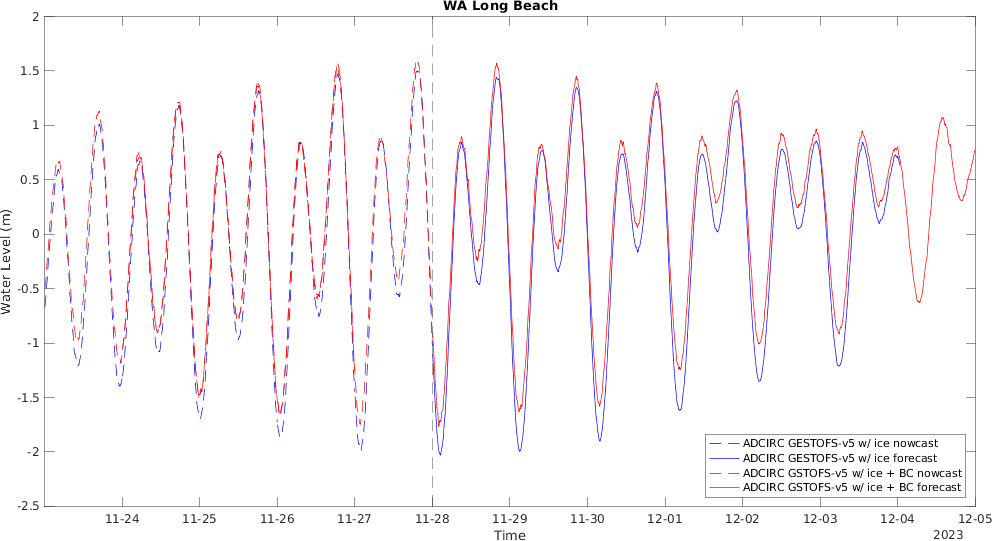 WA Long Beach
2
1.5
1
0.5
0
-0.5
-1
-1.5
-2
-2.5
Water Level (m)
11-24 11-25 11-26 11-27 11-28 11-29 11-30 12-01 12-02 12-03 12-04 12-05
Time
2023
ADCIRC GESTOFS-v5 w/ ice nowcast
ADCIRC GESTOFS-v5 w/ ice forecast
ADCIRC GSTOFS-v5 w/ ice + BC nowcast
ADCIRC GSTOFS-v5 w/ ice + BC forecast